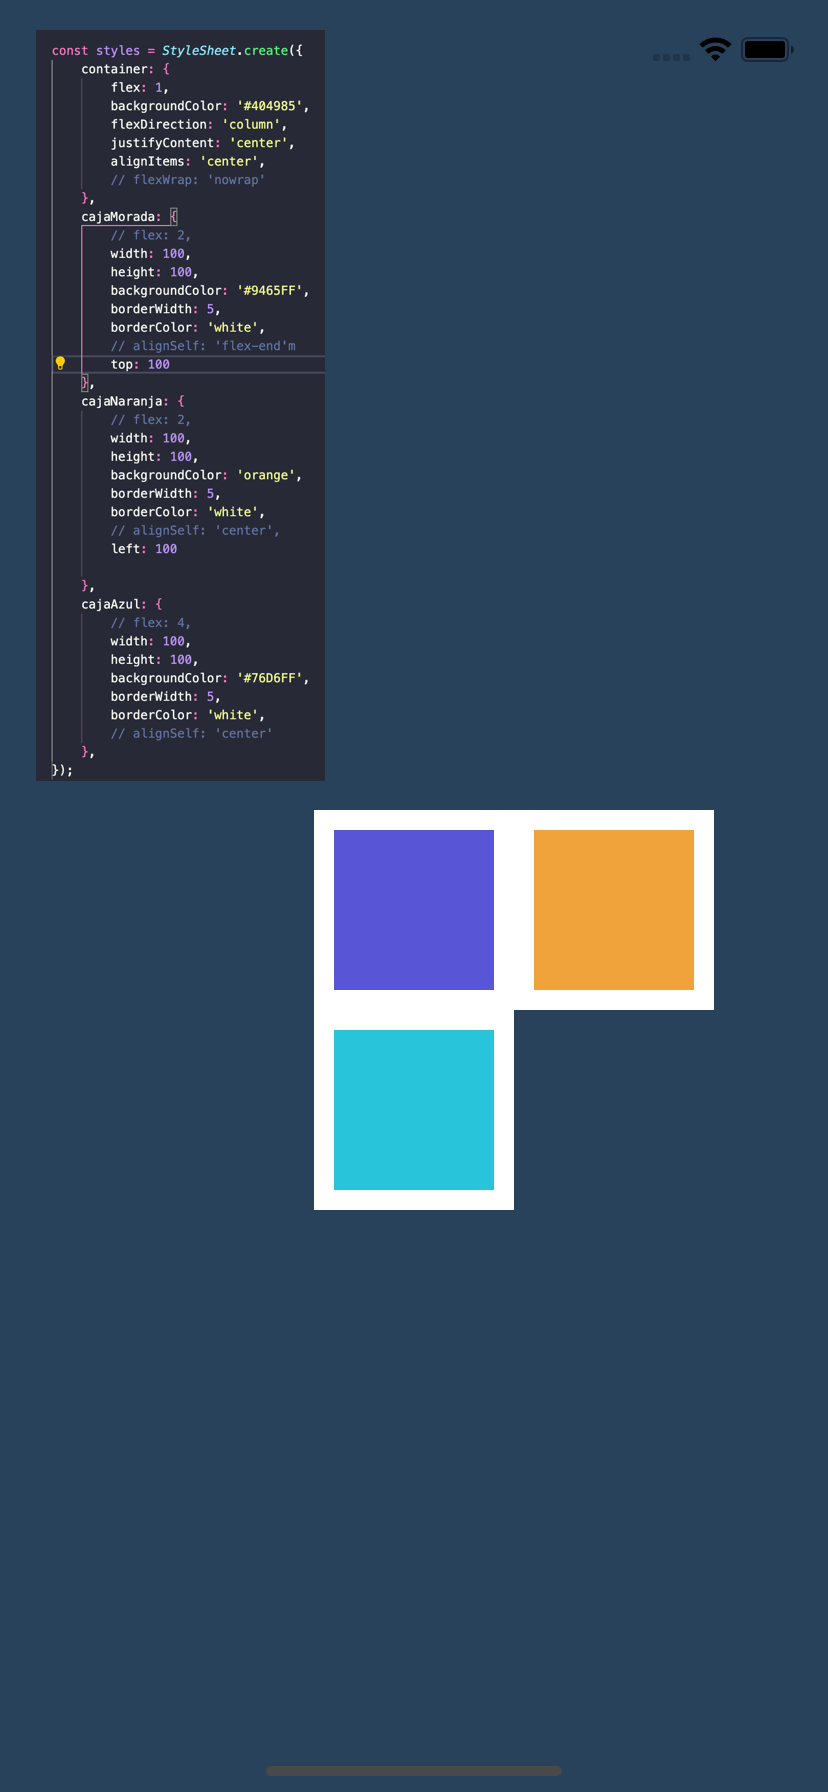 const styles = StyleSheet.create({
container: {
flex: 1,
backgroundColor: '#404985',
flexDirection: 'column',
justifyContent: 'center',
alignItems: 'center',
// flexWrap: 'nowrap'
},
cajaMorada: {
// flex: 2,
width: 100,
height: 100,
backgroundColor: '#9465FF',
borderWidth: 5,
borderColor: 'white',
// alignSelf: 'flex-end'm
top: 100
},
cajaNaranja: {
// flex: 2,
width: 100,
height: 100,
backgroundColor: 'orange',
borderWidth: 5,
borderColor: 'white',
// alignSelf: 'center',
left: 100
},
cajaAzul: {
// flex: 4,
width: 100,
height: 100,
backgroundColor: '#76D6FF',
borderWidth: 5,
borderColor: 'white',
// alignSelf: 'center'
},
});